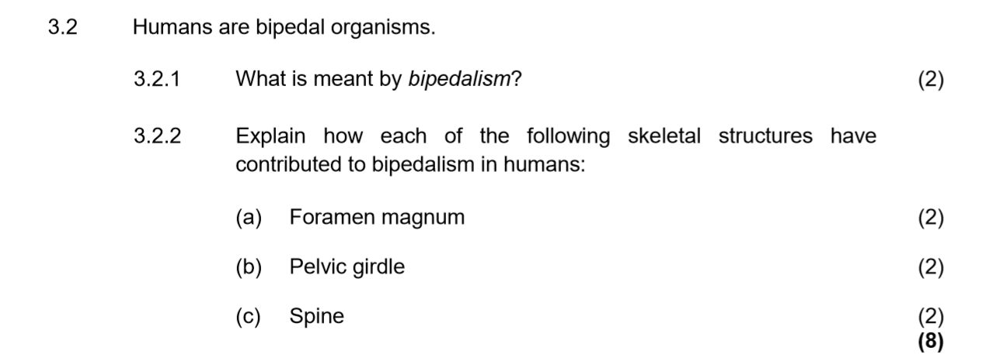 3.2 Humans are bipedal organisms.
3.2.1 What is meant by bipedalism? (2)
3.2.2 Explain how each of the following skeletal structures have
contributed to bipedalism in humans:
(a) Foramen magnum (2)
(b) Pelvic girdle (2)
(c) Spine (2)
(8)